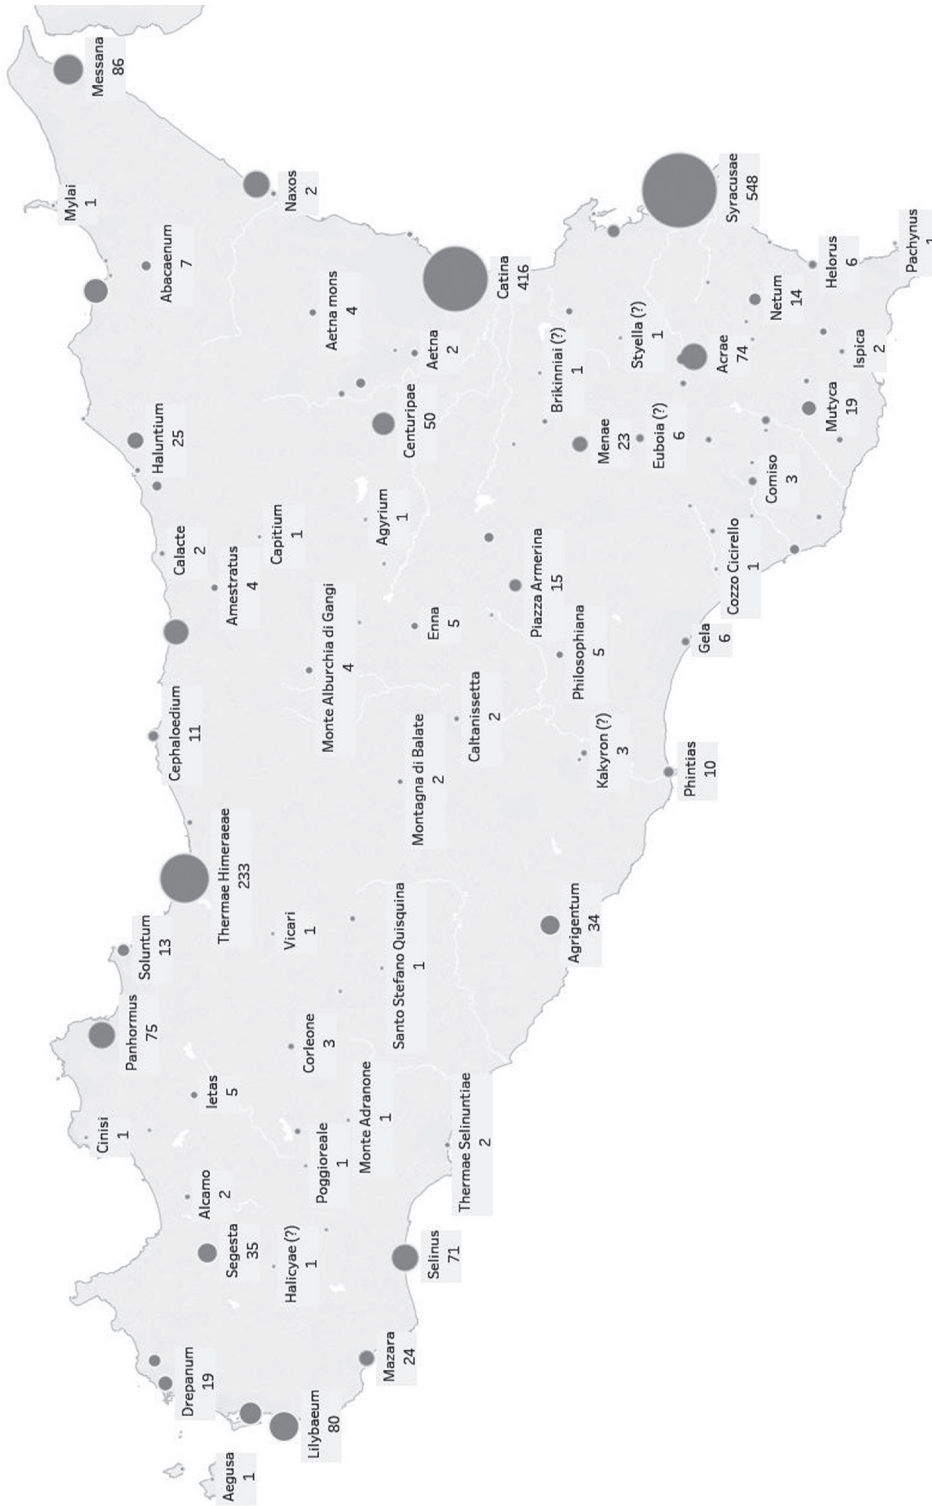 Messana
86
Mylai
1
Naxos
2
Abacaenum
7
Syracusae
548
Catina
416
Aetna mons
4
Pachynus
1
Helorus
6
Netum
14
Styella (?)
1
Aetna
2
Acrae
74
Ispica
2
Brikinniai (?)
1
Centuripae
50
Haluntium
25
Mutyca
19
Euboia (?)
6
Menae
23
Comiso
3
Agyrium
1
Capitium
1
Calacte
2
Amestratus
4
Cozzo Cicirello
1
Piazza Armerina
15
Enna
5
Gela
6
Philosophiana
5
Monte Alburchia di Gangi
4
Caltanissetta
2
Cephaloedium
11
Kakyron (?)
3
Phintias
10
Montagna di Balate
2
Thermae Himeraeae
233
Agrigentum
34
Vicari
1
Soluntum
13
Santo Stefano Quisquina
1
Panhormus
75
Corleone
3
Ietas
5
Monte Adranone
1
Cinisi
1
Thermae Selinuntiae
2
Poggioreale
1
Alcamo
2
Segesta
35
Selinus
71
Halicyae (?)
1
Mazara
24
Drepanum
19
Lilybaeum
80
Aegusa
1